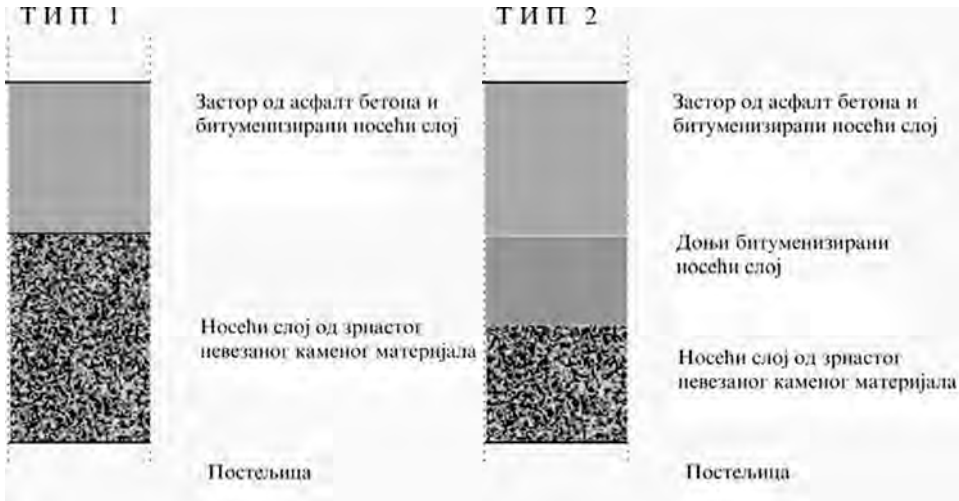 ТИП 1
Застор од асфалт бетона и
битуменизирани носећи слој
Носећи слој од зрнастог
невезаног каменог материјала
Постељица
ТИП 2
Застор од асфалт бетона и
битуменизирани носећи слој
Доњи битуменизирани
носећи слој
Носећи слој од зрнастог
невезаног каменог материјала
Постељица